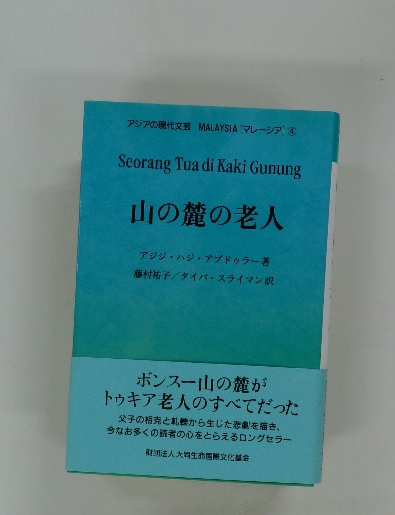 アジアの現代文芸 MALAYSIA［マレーシア］④
Seorang Tua di Kaki Gunung
山の麓の老人
アジジ・ハジ・アブドゥラー著
藤村祐子／タイバ・スライマン訳
ボンスー山の麓が
トゥキア老人のすべてだった
父子の相克と軋轢から生じた悲劇を描き、
今なお多くの読者の心をとらえるロングセラー
財団法人大同生命国際文化基金